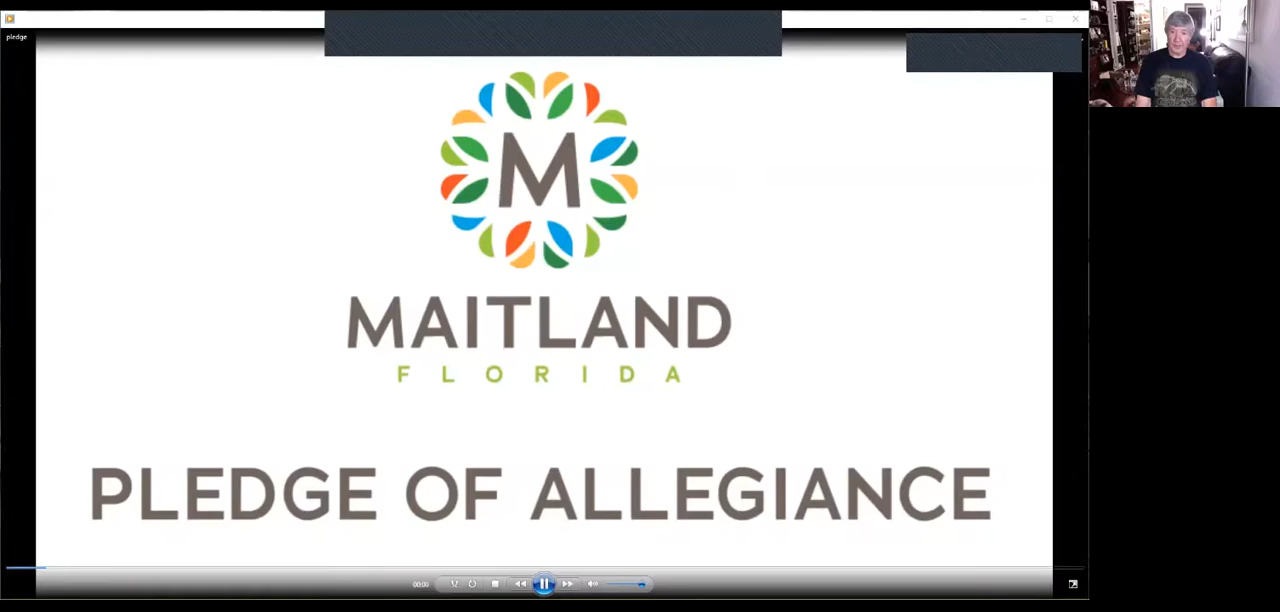 pledge
M
MAITLAND
FLORIDA
PLEDGE OF ALLEGIANCE
00:00